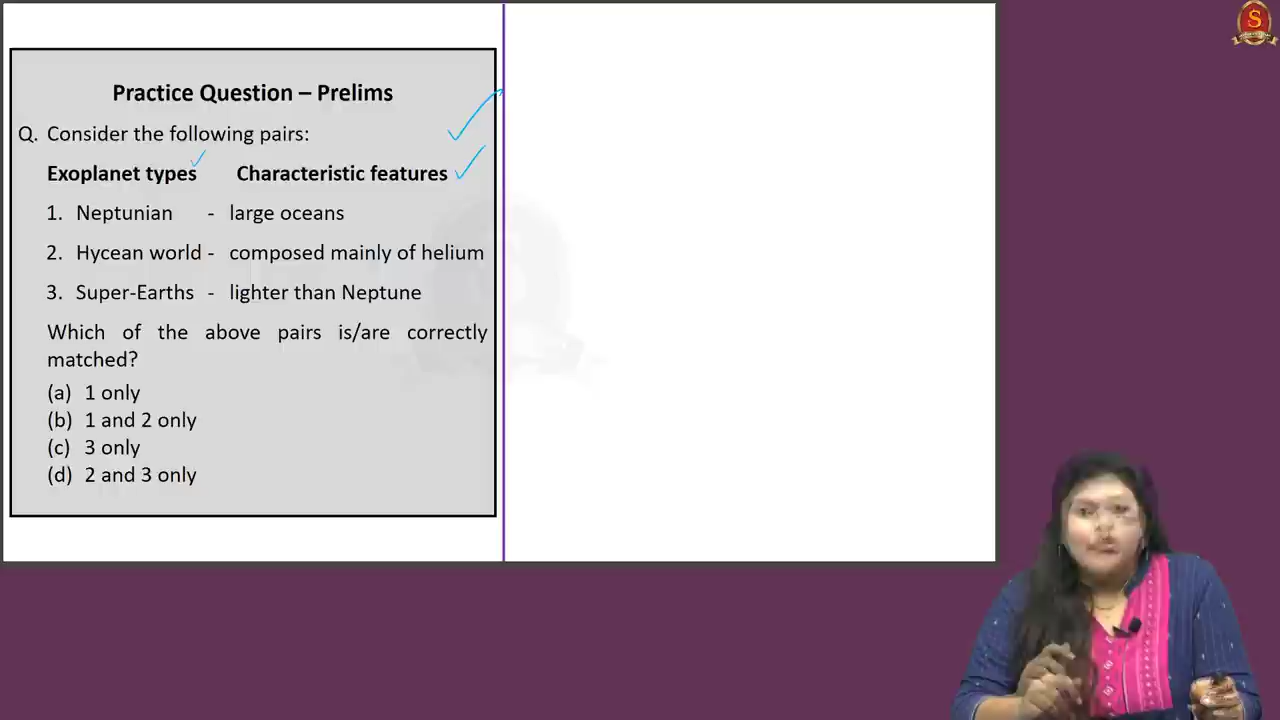 Practice Question – Prelims
Q. Consider the following pairs:
Exoplanet types Characteristic features
1. Neptunian - large oceans
2. Hycean world - composed mainly of helium
3. Super-Earths - lighter than Neptune
Which of the above pairs is/are correctly
matched?
(a) 1 only
(b) 1 and 2 only
(c) 3 only
(d) 2 and 3 only
S